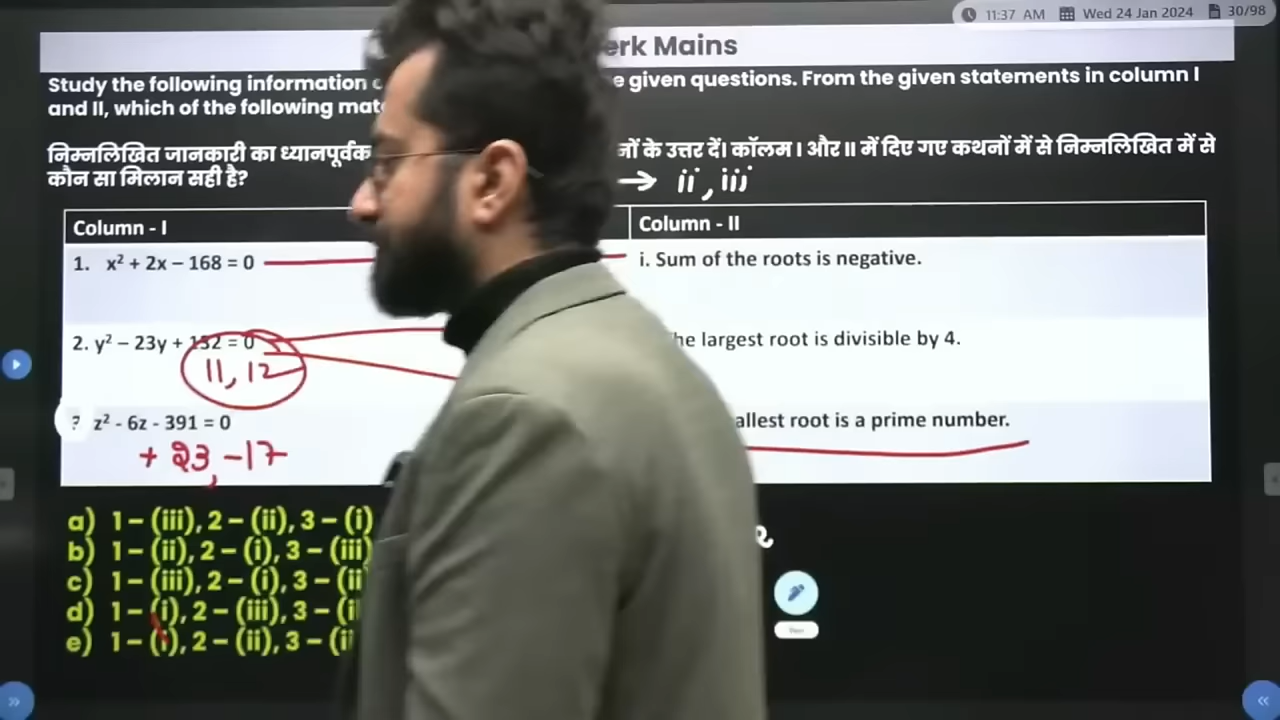 11:37 AM Wed 24 Jan 2024 30/98
erk Mains
Study the following information e given questions. From the given statements in column I
and II, which of the following mat
निम्नलिखित जानकारी का ध्यानपूर्वक नों के उत्तर दें। कॉलम I और II में दिए गए कथनों में से निम्नलिखित में से
कौन सा मिलान सही है? → ii, iii
Column - I Column - II
1. x² + 2x – 168 = 0 i. Sum of the roots is negative.
2. y² – 23y + 132 = 0 he largest root is divisible by 4.
11, 12
z² - 6z - 391 = 0 allest root is a prime number.
+ 23, -17
a) 1 – (iii), 2 – (ii), 3 – (i)
b) 1 – (ii), 2 – (i), 3 – (iii)
c) 1 – (iii), 2 – (i), 3 – (ii
d) 1 – (i), 2 – (iii), 3 – (i
e) 1 – (i), 2 – (ii), 3 – (i